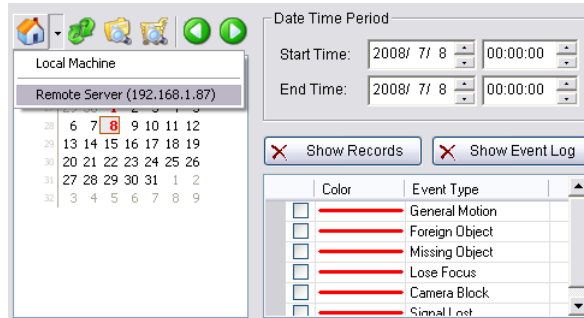 Date Time Period
Start Time: 2008/ 7/ 8 00:00:00
End Time: 2008/ 7/ 8 00:00:00
Local Machine
Remote Server (192.168.1.87)
28 6 7 8 9 10 11 12
29 13 14 15 16 17 18 19
30 20 21 22 23 24 25 26
31 27 28 29 30 31 1 2
32 3 4 5 6 7 8 9
Show Records Show Event Log
Color Event Type
General Motion
Foreign Object
Missing Object
Lose Focus
Camera Block
Signal Lost